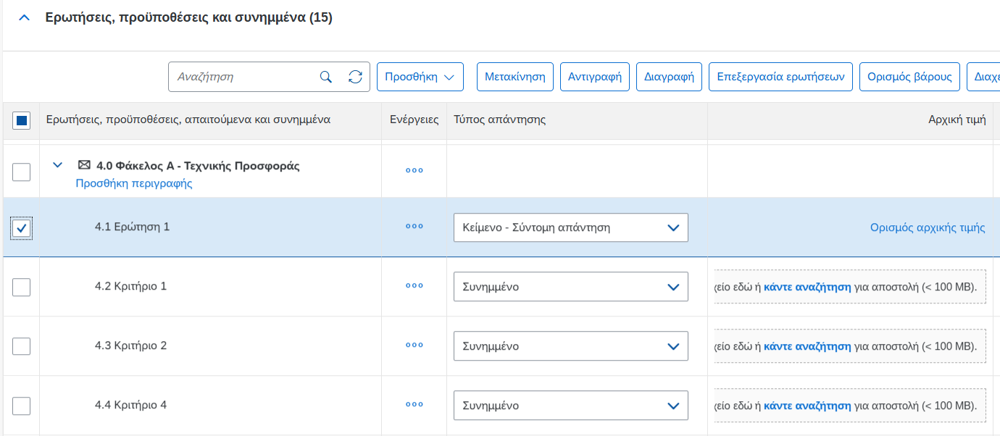 Ερωτήσεις, προϋποθέσεις και συνημμένα (15)
Αναζήτηση Προσθήκη Μετακίνηση Αντιγραφή Διαγραφή Επεξεργασία ερωτήσεων Ορισμός βάρους
Ερωτήσεις, προϋποθέσεις, απαιτούμενα και συνημμένα Ενέργειες Τύπος απάντησης Αρχική τιμή
4.0 Φάκελος Α - Τεχνικής Προσφοράς
Προσθήκη περιγραφής
4.1 Ερώτηση 1 Κείμενο - Σύντομη απάντηση Ορισμός αρχικής τιμής
4.2 Κριτήριο 1 Συνημμένο εδώ ή κάντε αναζήτηση για αποστολή (< 100 MB).
4.3 Κριτήριο 2 Συνημμένο εδώ ή κάντε αναζήτηση για αποστολή (< 100 MB).
4.4 Κριτήριο 4 Συνημμένο εδώ ή κάντε αναζήτηση για αποστολή (< 100 MB).